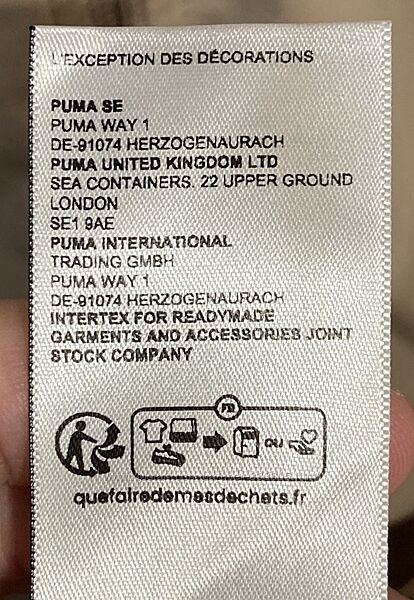 L'EXCEPTION DES DÉCORATIONS
PUMA SE
PUMA WAY 1
DE-91074 HERZOGENAURACH
PUMA UNITED KINGDOM LTD
SEA CONTAINERS. 22 UPPER GROUND
LONDON
SE1 9AE
PUMA INTERNATIONAL
TRADING GMBH
PUMA WAY 1
DE-91074 HERZOGENAURACH
INTERTEX FOR READYMADE
GARMENTS AND ACCESSORIES JOINT
STOCK COMPANY
FR
OU
quefairedemesdechets.fr